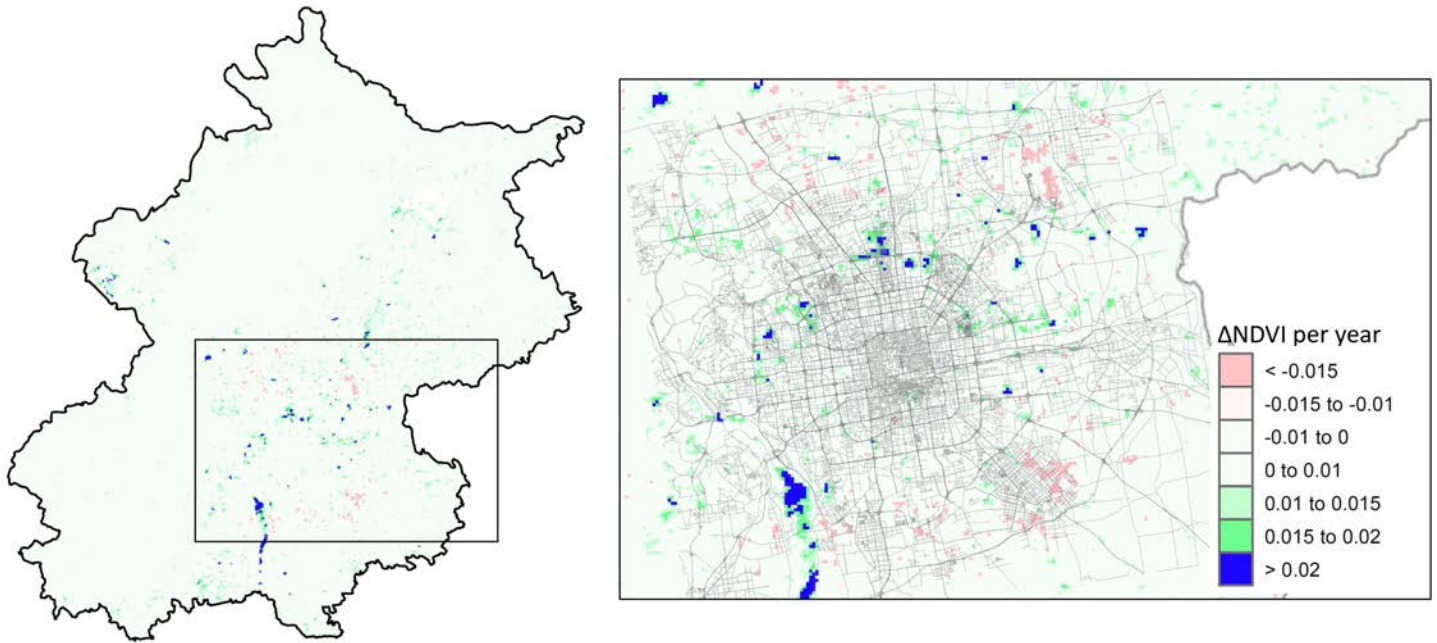 ΔNDVI per year
< -0.015
-0.015 to -0.01
-0.01 to 0
0 to 0.01
0.01 to 0.015
0.015 to 0.02
> 0.02